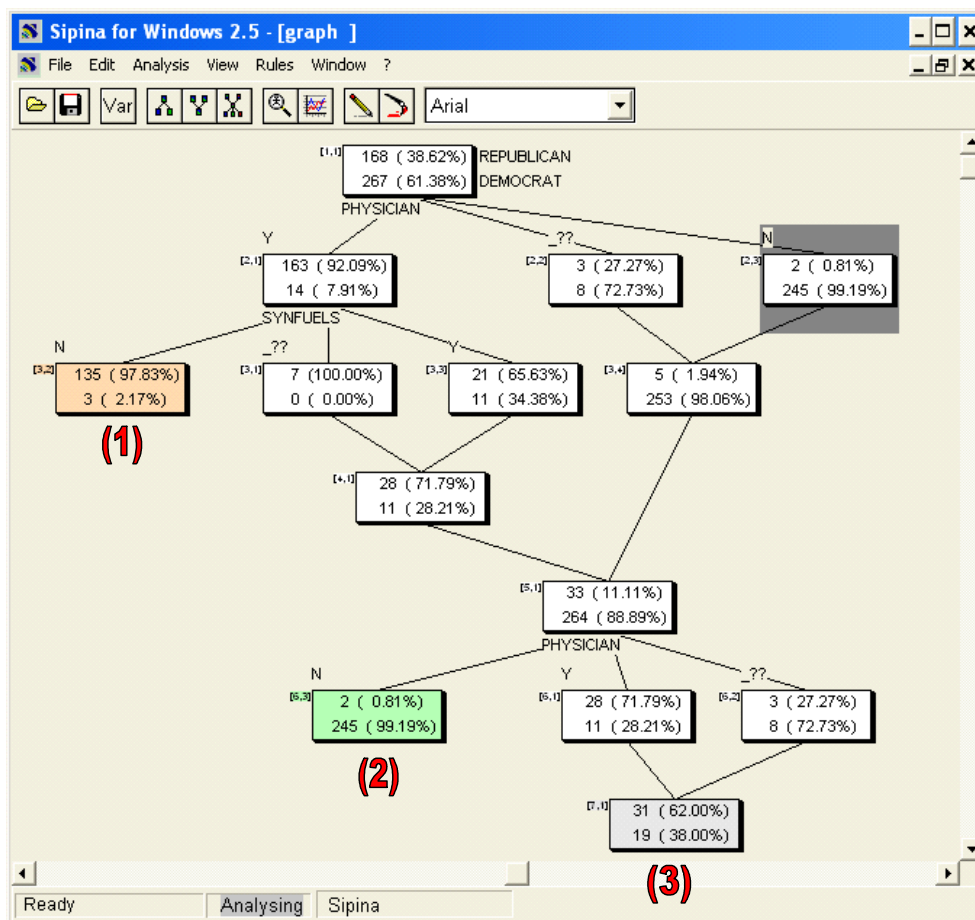 Sipina for Windows 2.5 - [graph ]
File Edit Analysis View Rules Window ?
Var
Arial
[1,1] 168 ( 38.62%) REPUBLICAN
267 ( 61.38%) DEMOCRAT
PHYSICIAN
Y _?? N
[2,1] 163 ( 92.09%) [2,2] 3 ( 27.27%) [2,3] 2 ( 0.81%)
14 ( 7.91%) 8 ( 72.73%) 245 ( 99.19%)
SYNFUELS
N _?? Y
[3,2] 135 ( 97.83%) [3,1] 7 (100.00%) [3,3] 21 ( 65.63%) [3,4] 5 ( 1.94%)
3 ( 2.17%) 0 ( 0.00%) 11 ( 34.38%) 253 ( 98.06%)
(1)
[4,1] 28 ( 71.79%)
11 ( 28.21%)
[5,1] 33 ( 11.11%)
264 ( 88.89%)
PHYSICIAN
N Y _??
[6,3] 2 ( 0.81%) [6,1] 28 ( 71.79%) [6,2] 3 ( 27.27%)
245 ( 99.19%) 11 ( 28.21%) 8 ( 72.73%)
(2)
[7,1] 31 ( 62.00%)
19 ( 38.00%)
(3)
Ready Analysing Sipina